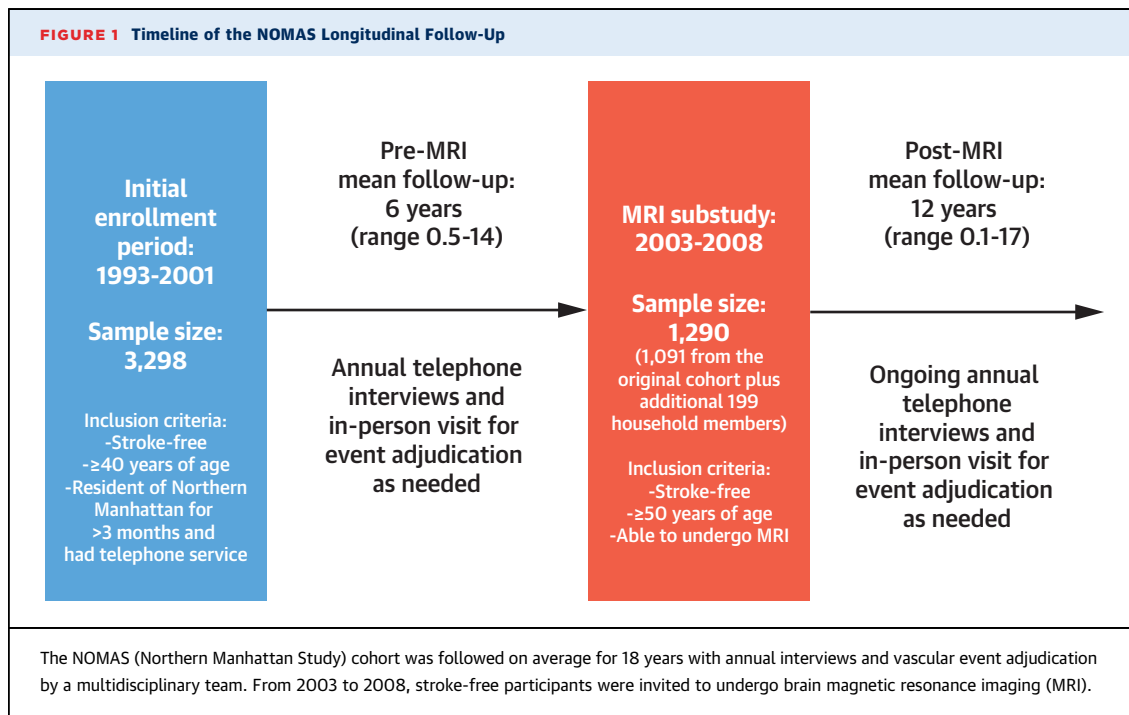 FIGURE 1 Timeline of the NOMAS Longitudinal Follow-Up
Initial
enrollment
period:
1993-2001
Sample size:
3,298
Inclusion criteria:
-Stroke-free
-≥40 years of age
-Resident of Northern
Manhattan for
>3 months and
had telephone service
Pre-MRI
mean follow-up:
6 years
(range 0.5-14)
Annual telephone
interviews and
in-person visit for
event adjudication
as needed
MRI substudy:
2003-2008
Sample size:
1,290
(1,091 from the
original cohort plus
additional 199
household members)
Inclusion criteria:
-Stroke-free
-≥50 years of age
-Able to undergo MRI
Post-MRI
mean follow-up:
12 years
(range 0.1-17)
Ongoing annual
telephone
interviews and
in-person visit for
event adjudication
as needed
The NOMAS (Northern Manhattan Study) cohort was followed on average for 18 years with annual interviews and vascular event adjudication
by a multidisciplinary team. From 2003 to 2008, stroke-free participants were invited to undergo brain magnetic resonance imaging (MRI).